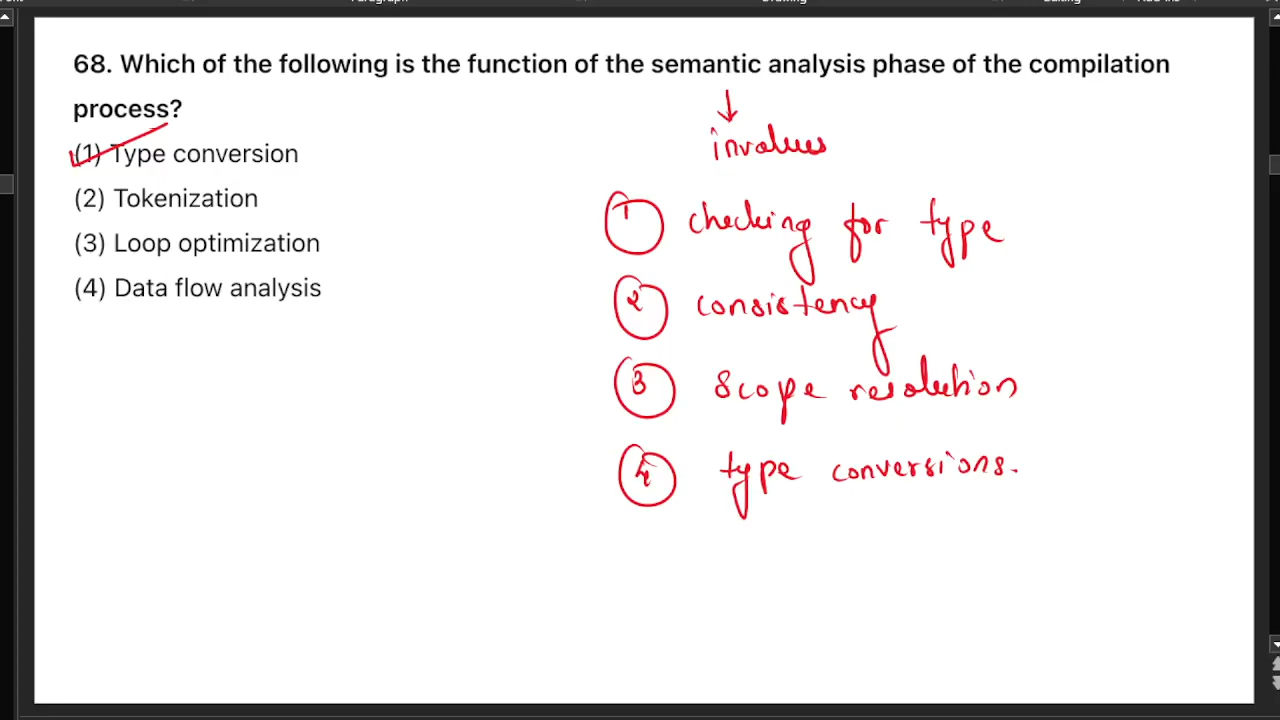 68. Which of the following is the function of the semantic analysis phase of the compilation
process?
(1) Type conversion
(2) Tokenization
(3) Loop optimization
(4) Data flow analysis
involves
1 checking for type
2 consistency
3 scope resolution
4 type conversions.